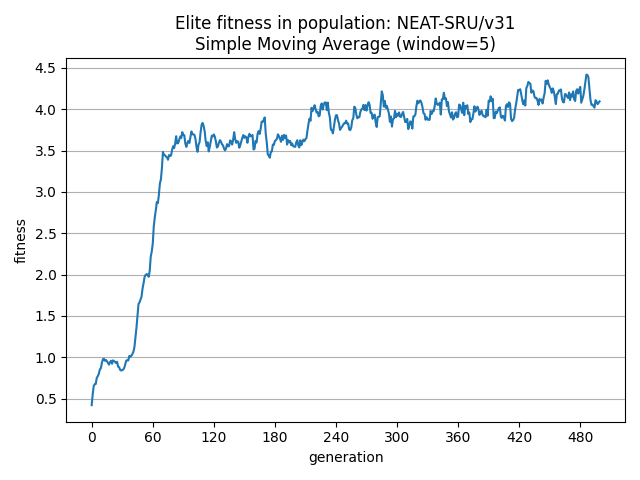 Elite fitness in population: NEAT-SRU/v31
Simple Moving Average (window=5)
4.5
4.0
3.5
3.0
2.5
2.0
1.5
1.0
0.5
fitness
0 60 120 180 240 300 360 420 480
generation